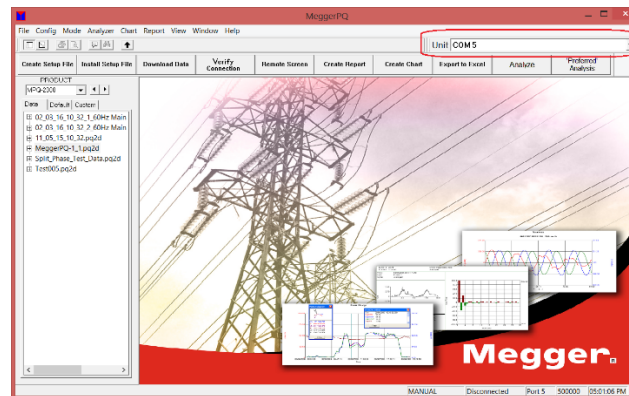 MeggerPQ
File Config Mode Analyzer Chart Report View Window Help
Unit COM 5
Create Setup File Install Setup File Download Data Verify Connection Remote Screen Create Report Create Chart Export to Excel Analyze Preferred Analysis
PRODUCT
Data Default Custom
02_03_16_10_32_1_60Hz Main
02_03_16_10_32_2_60Hz Main
11_05_15_10_32.pq2d
MeggerPQ-1_1.pq2d
Split_Phase_Test_Data.pq2d
Test005.pq2d
Megger.
MANUAL Disconnected Port 5 500000 05:01:06 PM